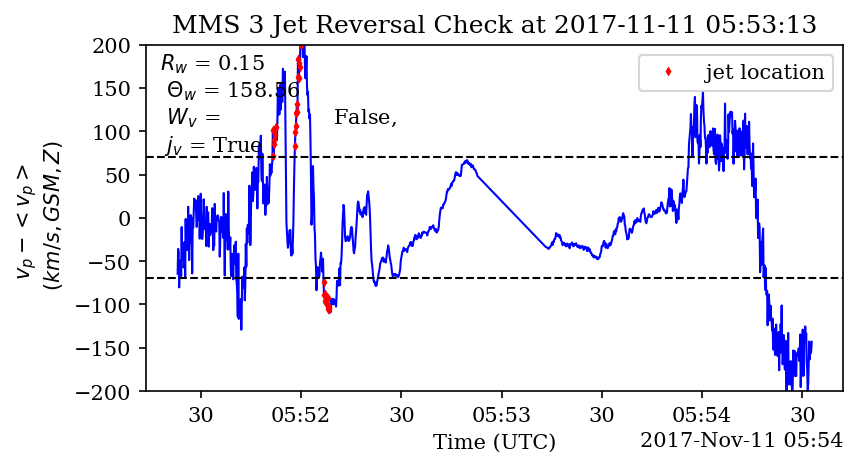 MMS 3 Jet Reversal Check at 2017-11-11 05:53:13
R_w = 0.15
Θ_w = 158.56
W_v = False,
j_v = True
jet location
200
150
100
50
0
−50
−100
−150
−200
v_p − < v_p >
(km/s, GSM, Z)
30 05:52 30 05:53 30 05:54 30
Time (UTC)
2017-Nov-11 05:54